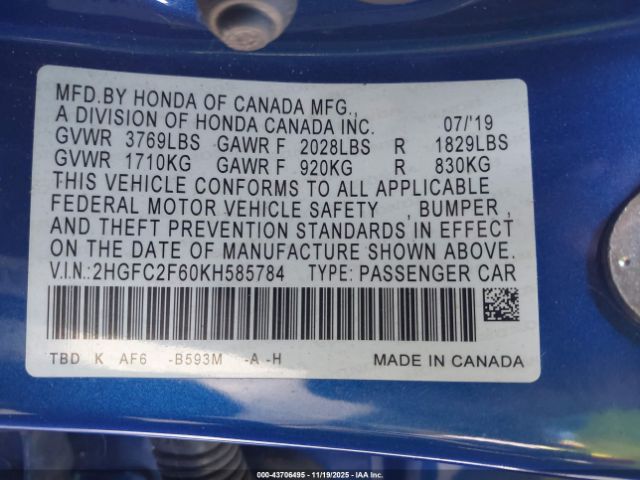 MFD.BY HONDA OF CANADA MFG.,
A DIVISION OF HONDA CANADA INC. 07/'19
GVWR 3769LBS GAWR F 2028LBS R 1829LBS
GVWR 1710KG GAWR F 920KG R 830KG
THIS VEHICLE CONFORMS TO ALL APPLICABLE
FEDERAL MOTOR VEHICLE SAFETY , BUMPER ,
AND THEFT PREVENTION STANDARDS IN EFFECT
ON THE DATE OF MANUFACTURE SHOWN ABOVE.
V.I.N.:2HGFC2F60KH585784 TYPE: PASSENGER CAR
TBD K AF6 -B593M -A -H MADE IN CANADA
000-43706495 - 11/19/2025 - IAA Inc.